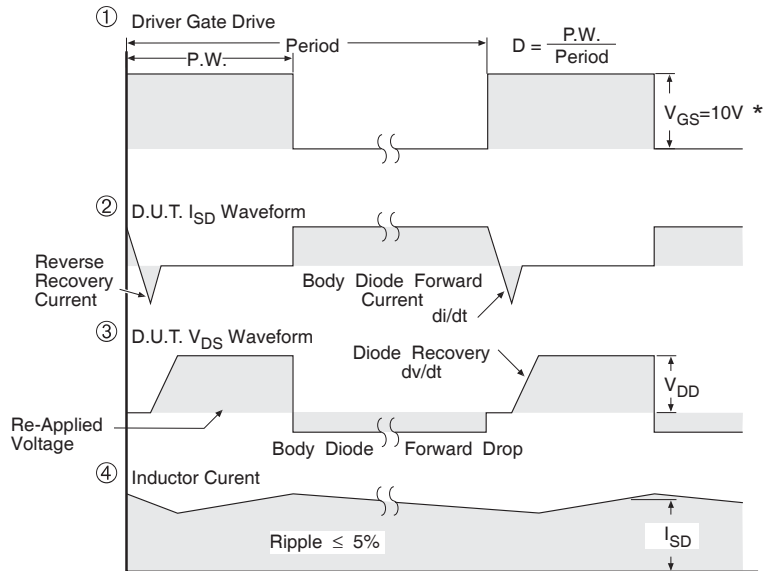 ① Driver Gate Drive
Period
P.W.
D = P.W.
Period
V_GS=10V *
② D.U.T. I_SD Waveform
Reverse
Recovery
Current
Body Diode Forward
Current
di/dt
③ D.U.T. V_DS Waveform
Diode Recovery
dv/dt
V_DD
Re-Applied
Voltage
Body Diode Forward Drop
④ Inductor Curent
Ripple ≤ 5%
I_SD